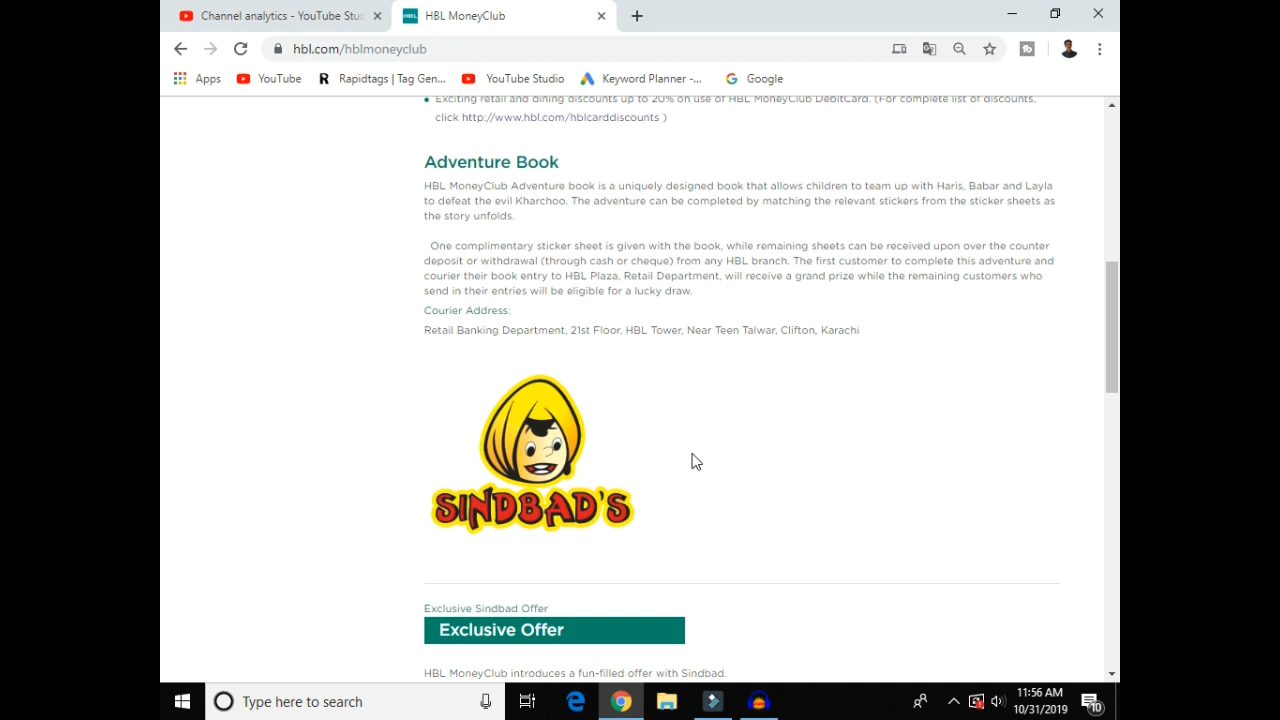 Channel analytics - YouTube Stud
HBL MoneyClub
hbl.com/hblmoneyclub
Apps
YouTube
Rapidtags | Tag Gen...
YouTube Studio
Keyword Planner -...
Google
Exciting retail and dining discounts up to 20% on use of HBL MoneyClub DebitCard. (For complete list of discounts,
click http://www.hbl.com/hblcarddiscounts )
Adventure Book
HBL MoneyClub Adventure book is a uniquely designed book that allows children to team up with Haris, Babar and Layla
to defeat the evil Kharchoo. The adventure can be completed by matching the relevant stickers from the sticker sheets as
the story unfolds.
One complimentary sticker sheet is given with the book, while remaining sheets can be received upon over the counter
deposit or withdrawal (through cash or cheque) from any HBL branch. The first customer to complete this adventure and
courier their book entry to HBL Plaza, Retail Department, will receive a grand prize while the remaining customers who
send in their entries will be eligible for a lucky draw.
Courier Address:
Retail Banking Department, 21st Floor, HBL Tower, Near Teen Talwar, Clifton, Karachi
SINDBAD'S
Exclusive Sindbad Offer
Exclusive Offer
HBL MoneyClub introduces a fun-filled offer with Sindbad.
Type here to search
11:56 AM
10/31/2019
10